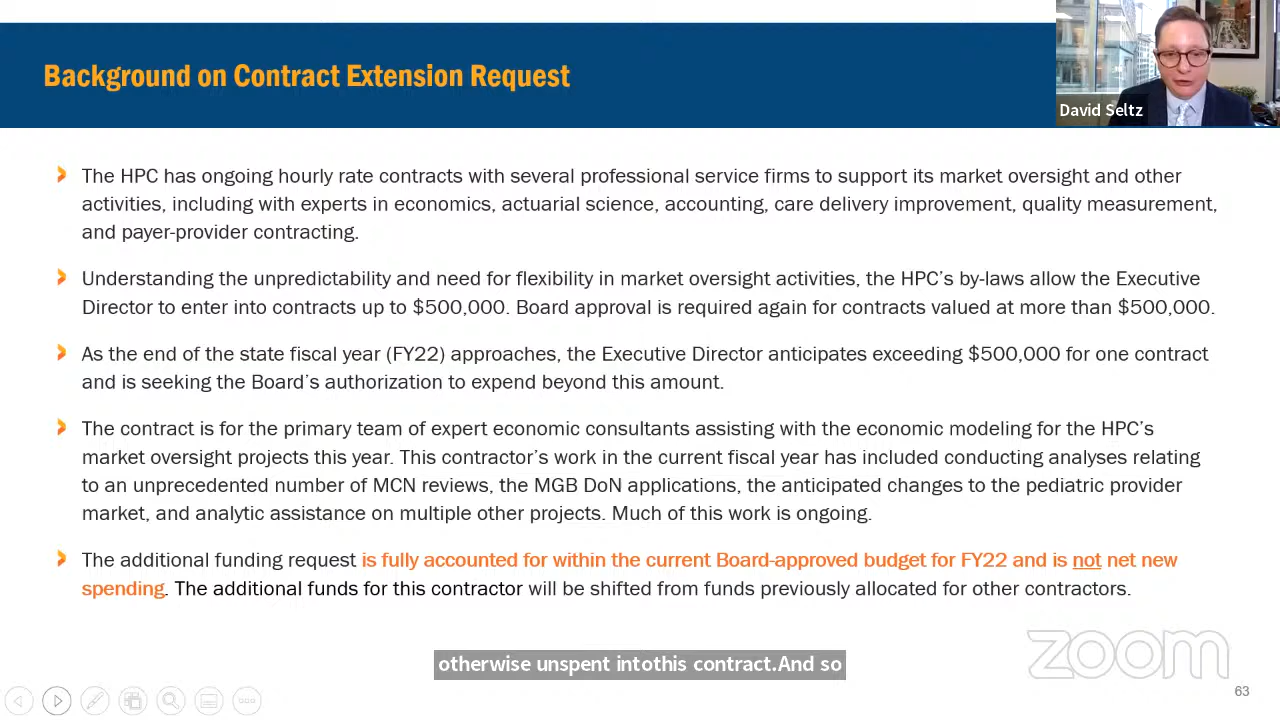 Background on Contract Extension Request
David Seltz
The HPC has ongoing hourly rate contracts with several professional service firms to support its market oversight and other
activities, including with experts in economics, actuarial science, accounting, care delivery improvement, quality measurement,
and payer-provider contracting.
Understanding the unpredictability and need for flexibility in market oversight activities, the HPC's by-laws allow the Executive
Director to enter into contracts up to $500,000. Board approval is required again for contracts valued at more than $500,000.
As the end of the state fiscal year (FY22) approaches, the Executive Director anticipates exceeding $500,000 for one contract
and is seeking the Board's authorization to expend beyond this amount.
The contract is for the primary team of expert economic consultants assisting with the economic modeling for the HPC's
market oversight projects this year. This contractor's work in the current fiscal year has included conducting analyses relating
to an unprecedented number of MCN reviews, the MGB DoN applications, the anticipated changes to the pediatric provider
market, and analytic assistance on multiple other projects. Much of this work is ongoing.
The additional funding request is fully accounted for within the current Board-approved budget for FY22 and is not net new
spending. The additional funds for this contractor will be shifted from funds previously allocated for other contractors.
otherwise unspent intothis contract.And so
zoom
63